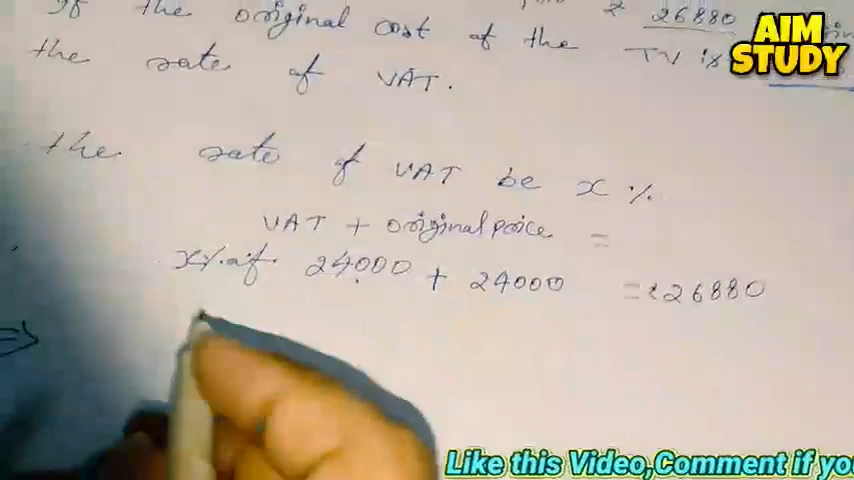 If the original cost of the TV is
₹ 26880
AIM
STUDY
the rate of VAT.
the rate of VAT be x %
VAT + original price =
x% of 24000 + 24000 = ₹26880
Like this Video,Comment if you